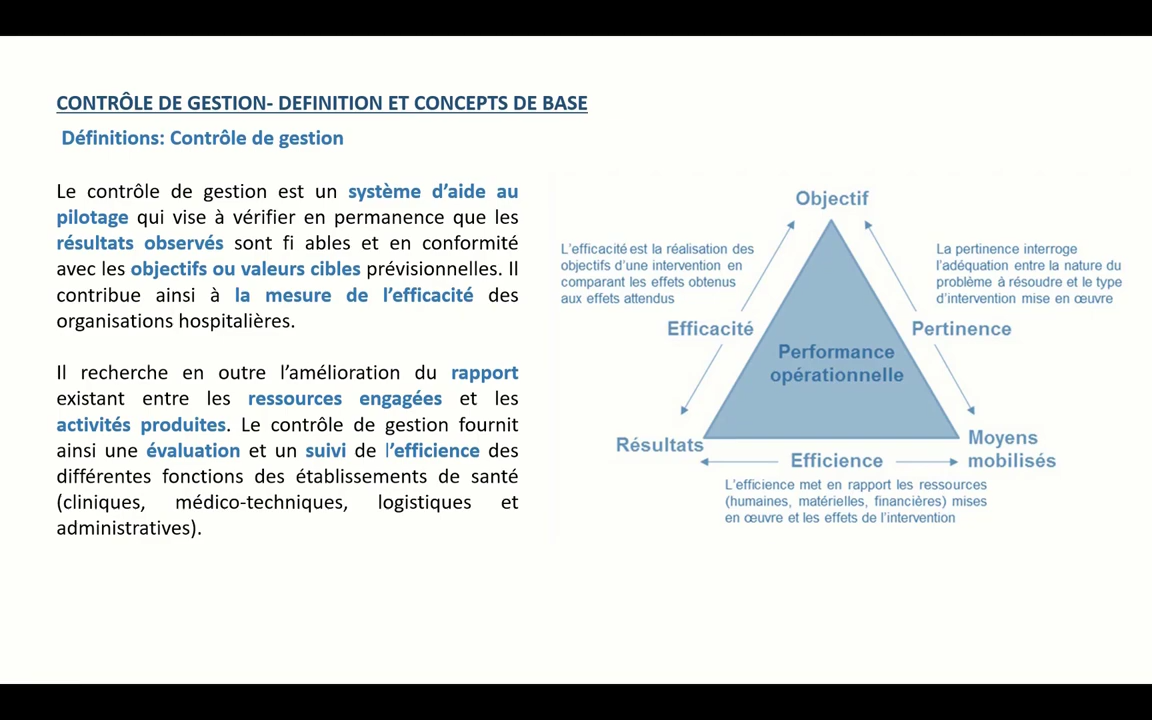 CONTRÔLE DE GESTION- DEFINITION ET CONCEPTS DE BASE
Définitions: Contrôle de gestion
Le contrôle de gestion est un système d’aide au
pilotage qui vise à vérifier en permanence que les
résultats observés sont fi ables et en conformité
avec les objectifs ou valeurs cibles prévisionnelles. Il
contribue ainsi à la mesure de l’efficacité des
organisations hospitalières.
Il recherche en outre l’amélioration du rapport
existant entre les ressources engagées et les
activités produites. Le contrôle de gestion fournit
ainsi une évaluation et un suivi de l’efficience des
différentes fonctions des établissements de santé
(cliniques, médico-techniques, logistiques et
administratives).
Objectif
L’efficacité est la réalisation des
objectifs d’une intervention en
comparant les effets obtenus
aux effets attendus
La pertinence interroge
l’adéquation entre la nature du
problème à résoudre et le type
d’intervention mise en œuvre
Efficacité
Pertinence
Performance
opérationnelle
Résultats
Moyens
mobilisés
Efficience
L’efficience met en rapport les ressources
(humaines, matérielles, financières) mises
en œuvre et les effets de l’intervention